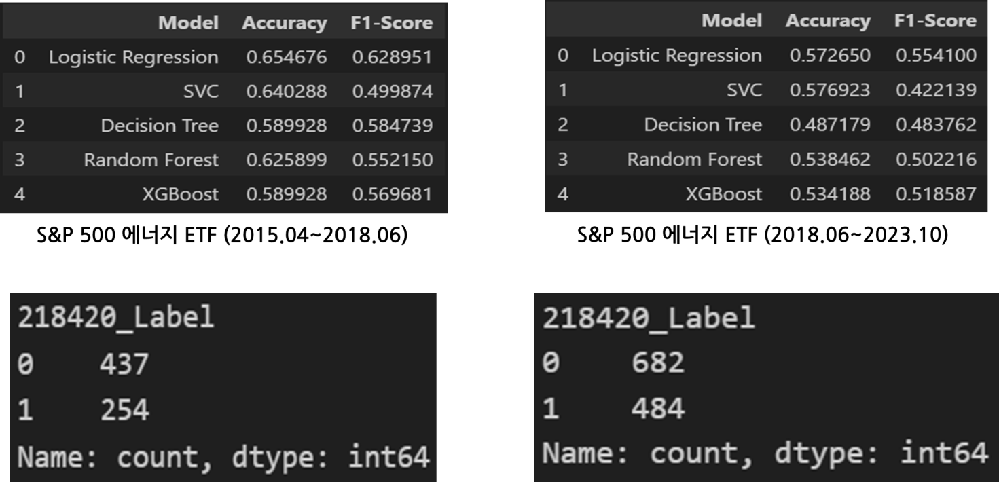 Model Accuracy F1-Score
0 Logistic Regression 0.654676 0.628951
1 SVC 0.640288 0.499874
2 Decision Tree 0.589928 0.584739
3 Random Forest 0.625899 0.552150
4 XGBoost 0.589928 0.569681
S&P 500 에너지 ETF (2015.04~2018.06)
Model Accuracy F1-Score
0 Logistic Regression 0.572650 0.554100
1 SVC 0.576923 0.422139
2 Decision Tree 0.487179 0.483762
3 Random Forest 0.538462 0.502216
4 XGBoost 0.534188 0.518587
S&P 500 에너지 ETF (2018.06~2023.10)
218420_Label
0 437
1 254
Name: count, dtype: int64
218420_Label
0 682
1 484
Name: count, dtype: int64